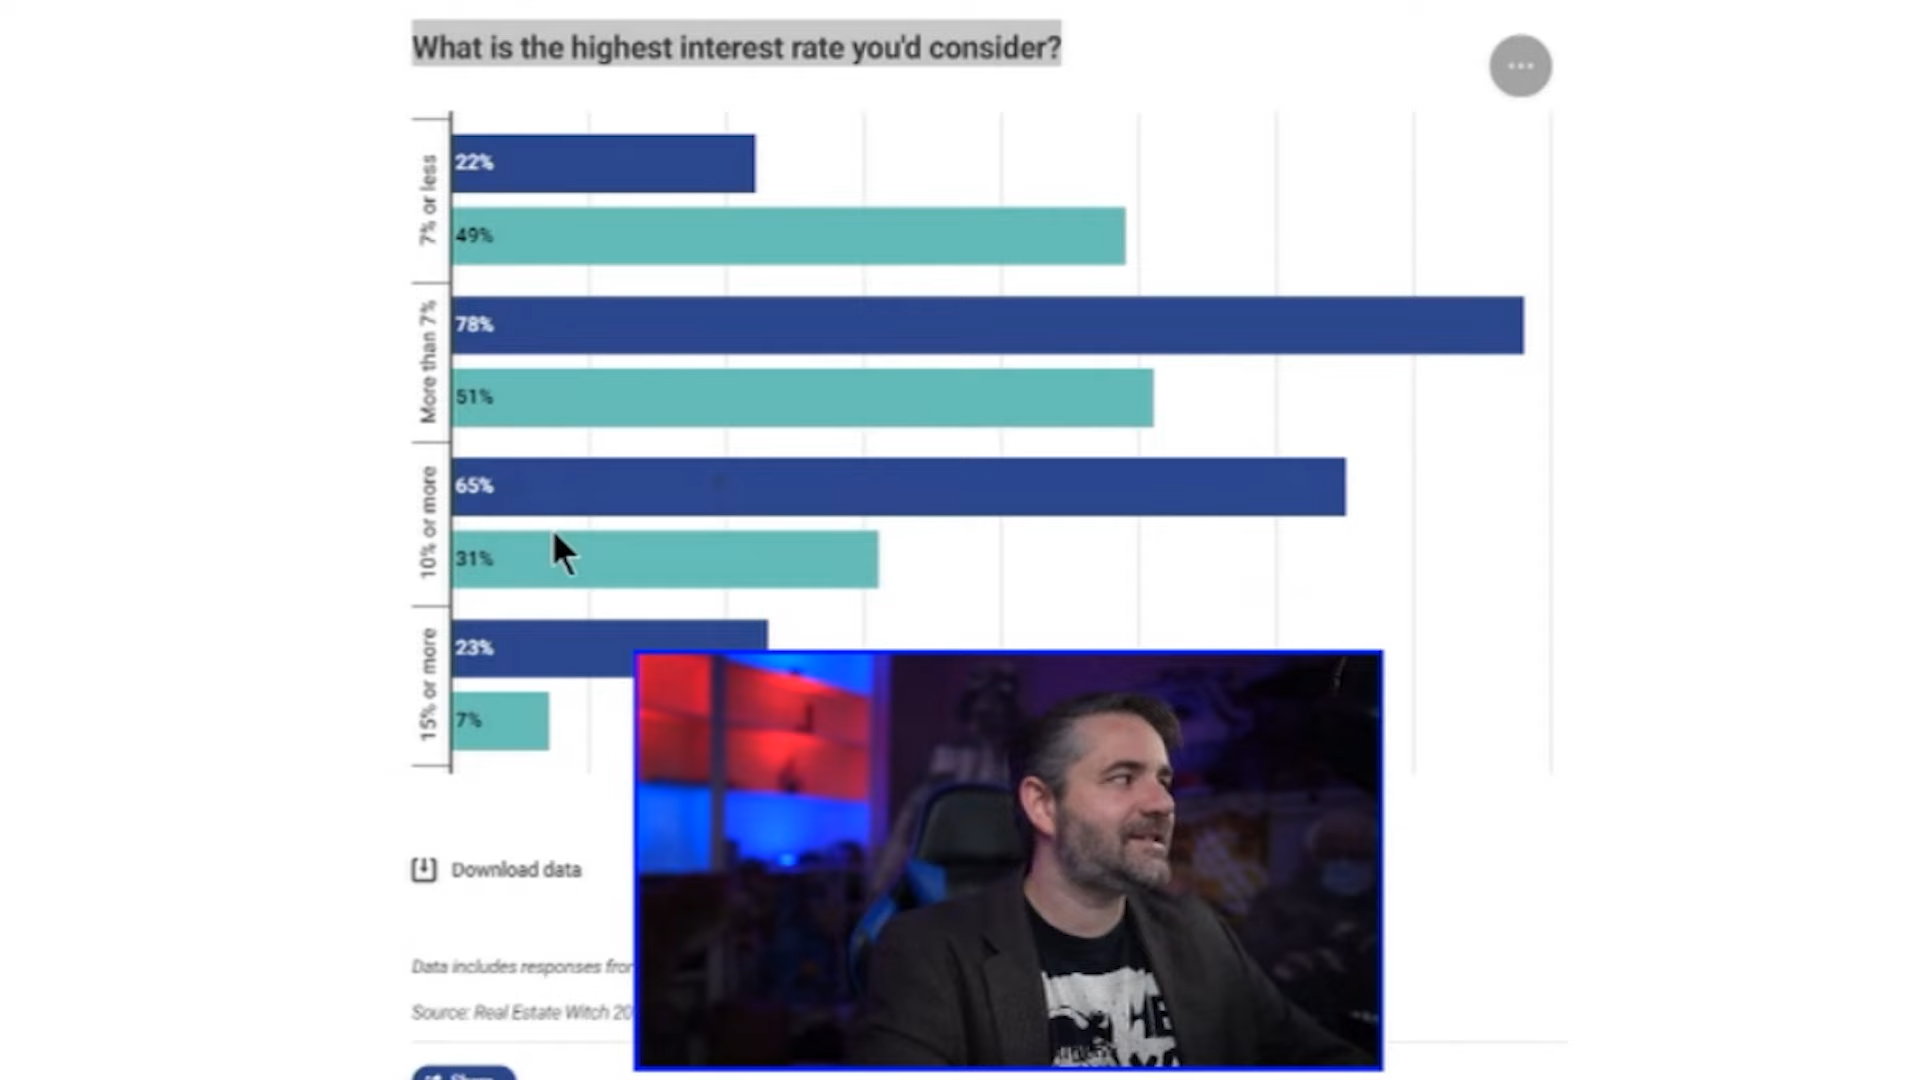 What is the highest interest rate you'd consider?
7% or less
22%
49%
More than 7%
78%
51%
10% or more
65%
31%
15% or more
23%
7%
Download data
Data includes responses
Source: Real Estate Witch 20